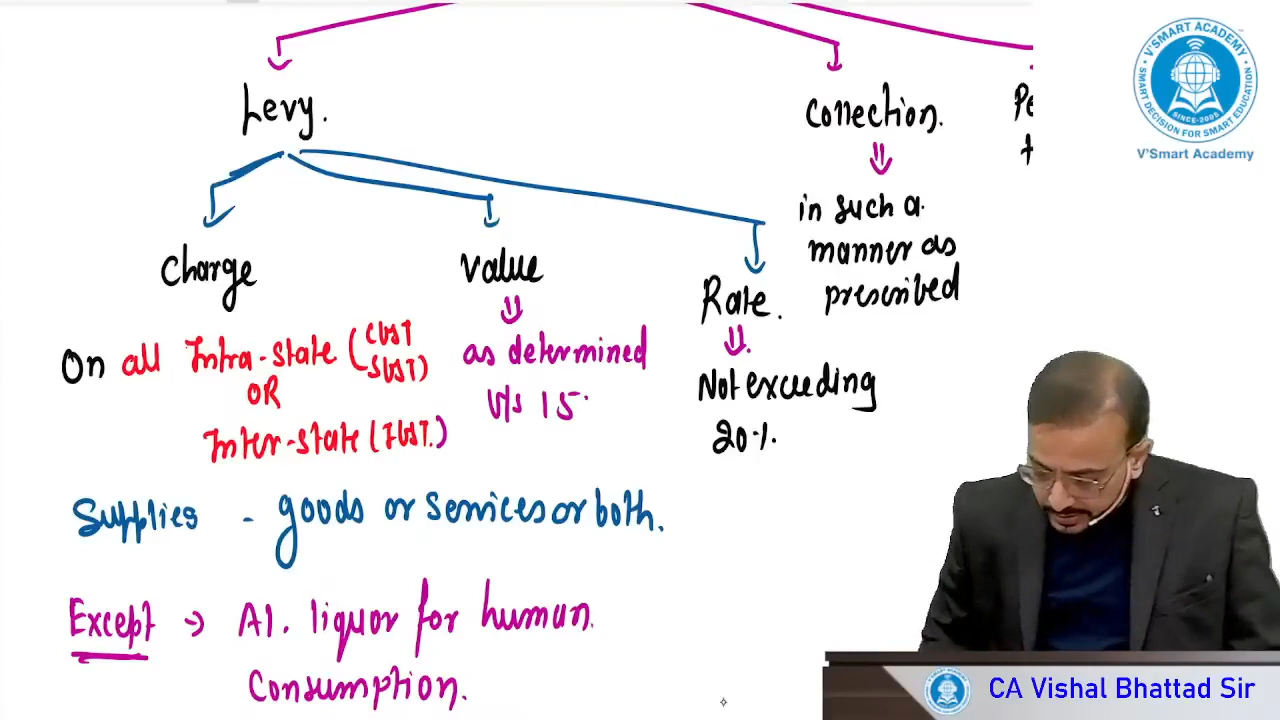 Levy.
Collection.
Charge
Value
Rate.
in such a
manner as
prescribed
On all Intra-state (CGST
SGST)
OR
Inter-state (IGST.)
as determined
U/s 15.
Not exceeding
20%.
Supplies - goods or services or both.
Except → Al. liquor for human
Consumption.
V'SMART ACADEMY
SMART DECISION FOR SMART EDUCATION
SINCE-2005
V'Smart Academy
CA Vishal Bhattad Sir